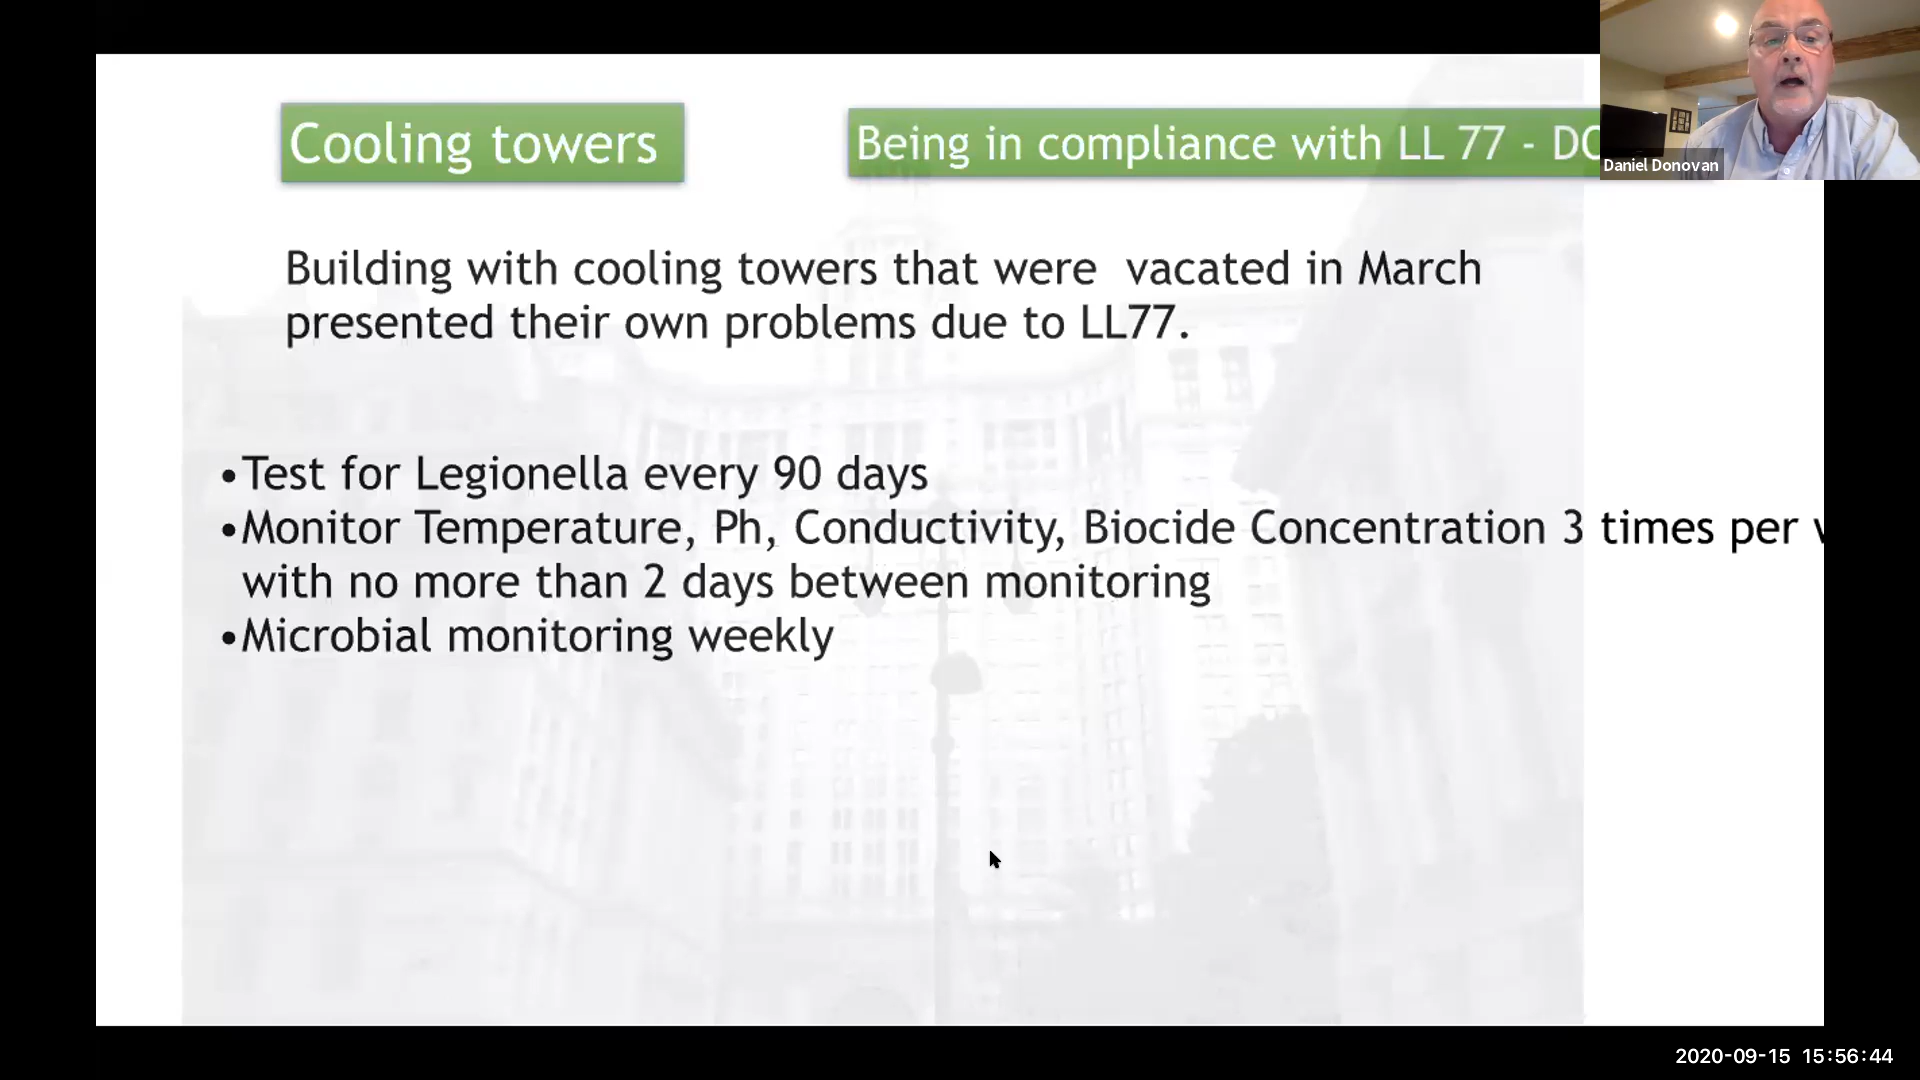 Cooling towers
Being in compliance with LL 77 -
Daniel Donovan
Building with cooling towers that were vacated in March
presented their own problems due to LL77.
•Test for Legionella every 90 days
•Monitor Temperature, Ph, Conductivity, Biocide Concentration 3 times per
with no more than 2 days between monitoring
•Microbial monitoring weekly
2020-09-15 15:56:44